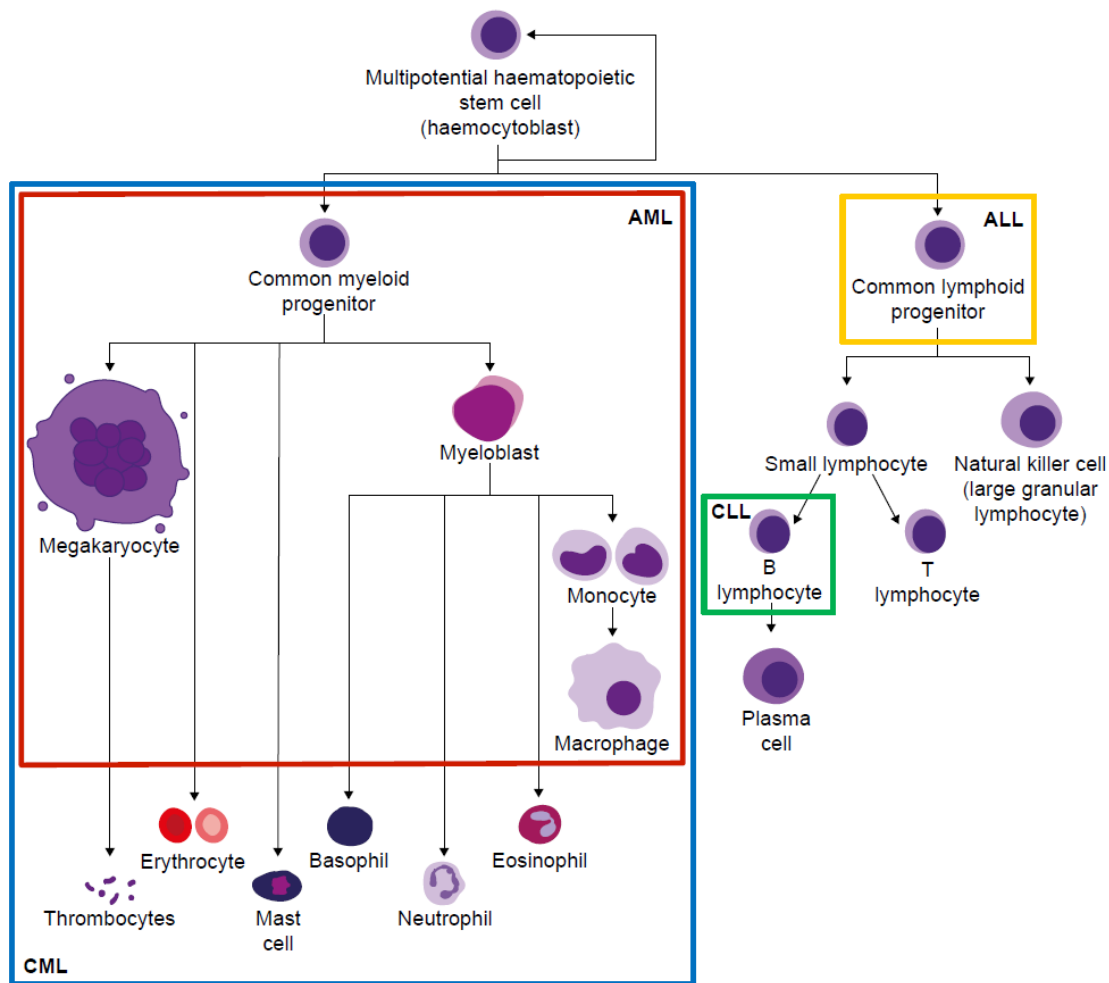 Multipotential haematopoietic
stem cell
(haemocytoblast)
AML
Common myeloid
progenitor
ALL
Common lymphoid
progenitor
Megakaryocyte
Myeloblast
Small lymphocyte
Natural killer cell
(large granular
lymphocyte)
CLL
B
lymphocyte
T
lymphocyte
Monocyte
Macrophage
Plasma
cell
Erythrocyte
Basophil
Eosinophil
Thrombocytes
Mast
cell
Neutrophil
CML